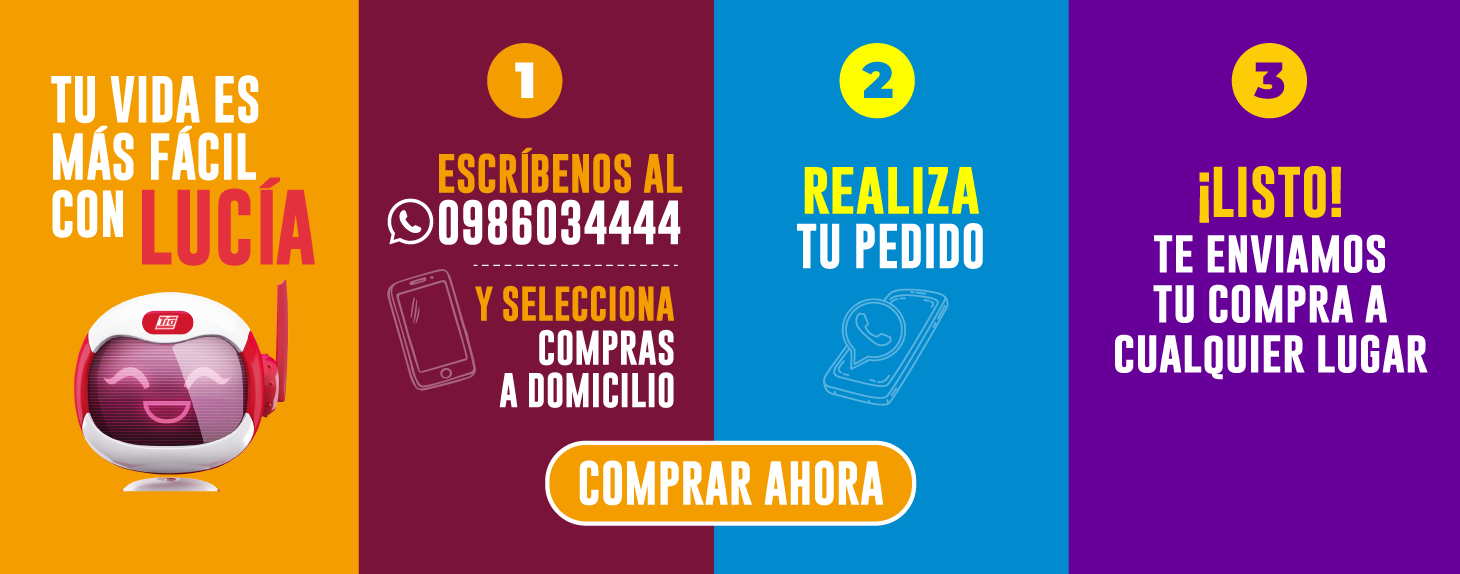 TU VIDA ES
MÁS FÁCIL
CON LUCÍA
TIG
1
ESCRÍBENOS AL
0986034444
Y SELECCIONA
COMPRAS
A DOMICILIO
2
REALIZA
TU PEDIDO
3
¡LISTO!
TE ENVIAMOS
TU COMPRA A
CUALQUIER LUGAR
COMPRAR AHORA